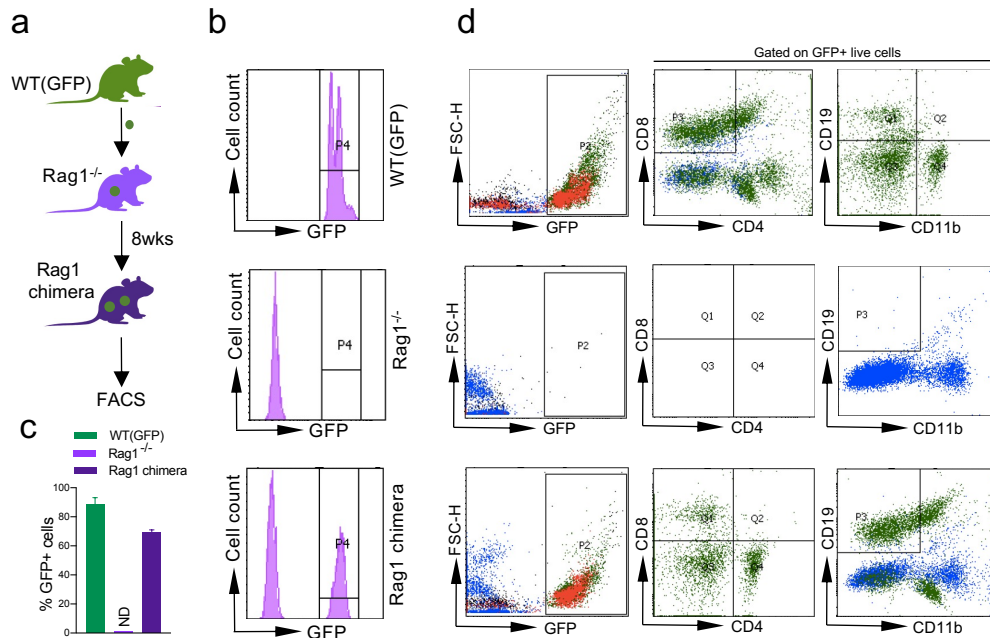 a
WT(GFP)
Rag1-/-
8wks
Rag1
chimera
FACS
b
Cell count
P4
GFP
WT(GFP)
Cell count
P4
GFP
Rag1-/-
Cell count
P4
GFP
Rag1 chimera
c
WT(GFP)
Rag1 -/-
Rag1 chimera
% GFP+ cells
100
80
60
40
20
0
ND
d
Gated on GFP+ live cells
FSC-H
P2
GFP
CD8
P3
CD4
CD19
Q1
Q2
CD11b
FSC-H
P2
GFP
CD8
Q1
Q2
Q3
Q4
CD4
CD19
P3
CD11b
FSC-H
P2
GFP
CD8
Q1
Q2
CD4
CD19
P3
CD11b